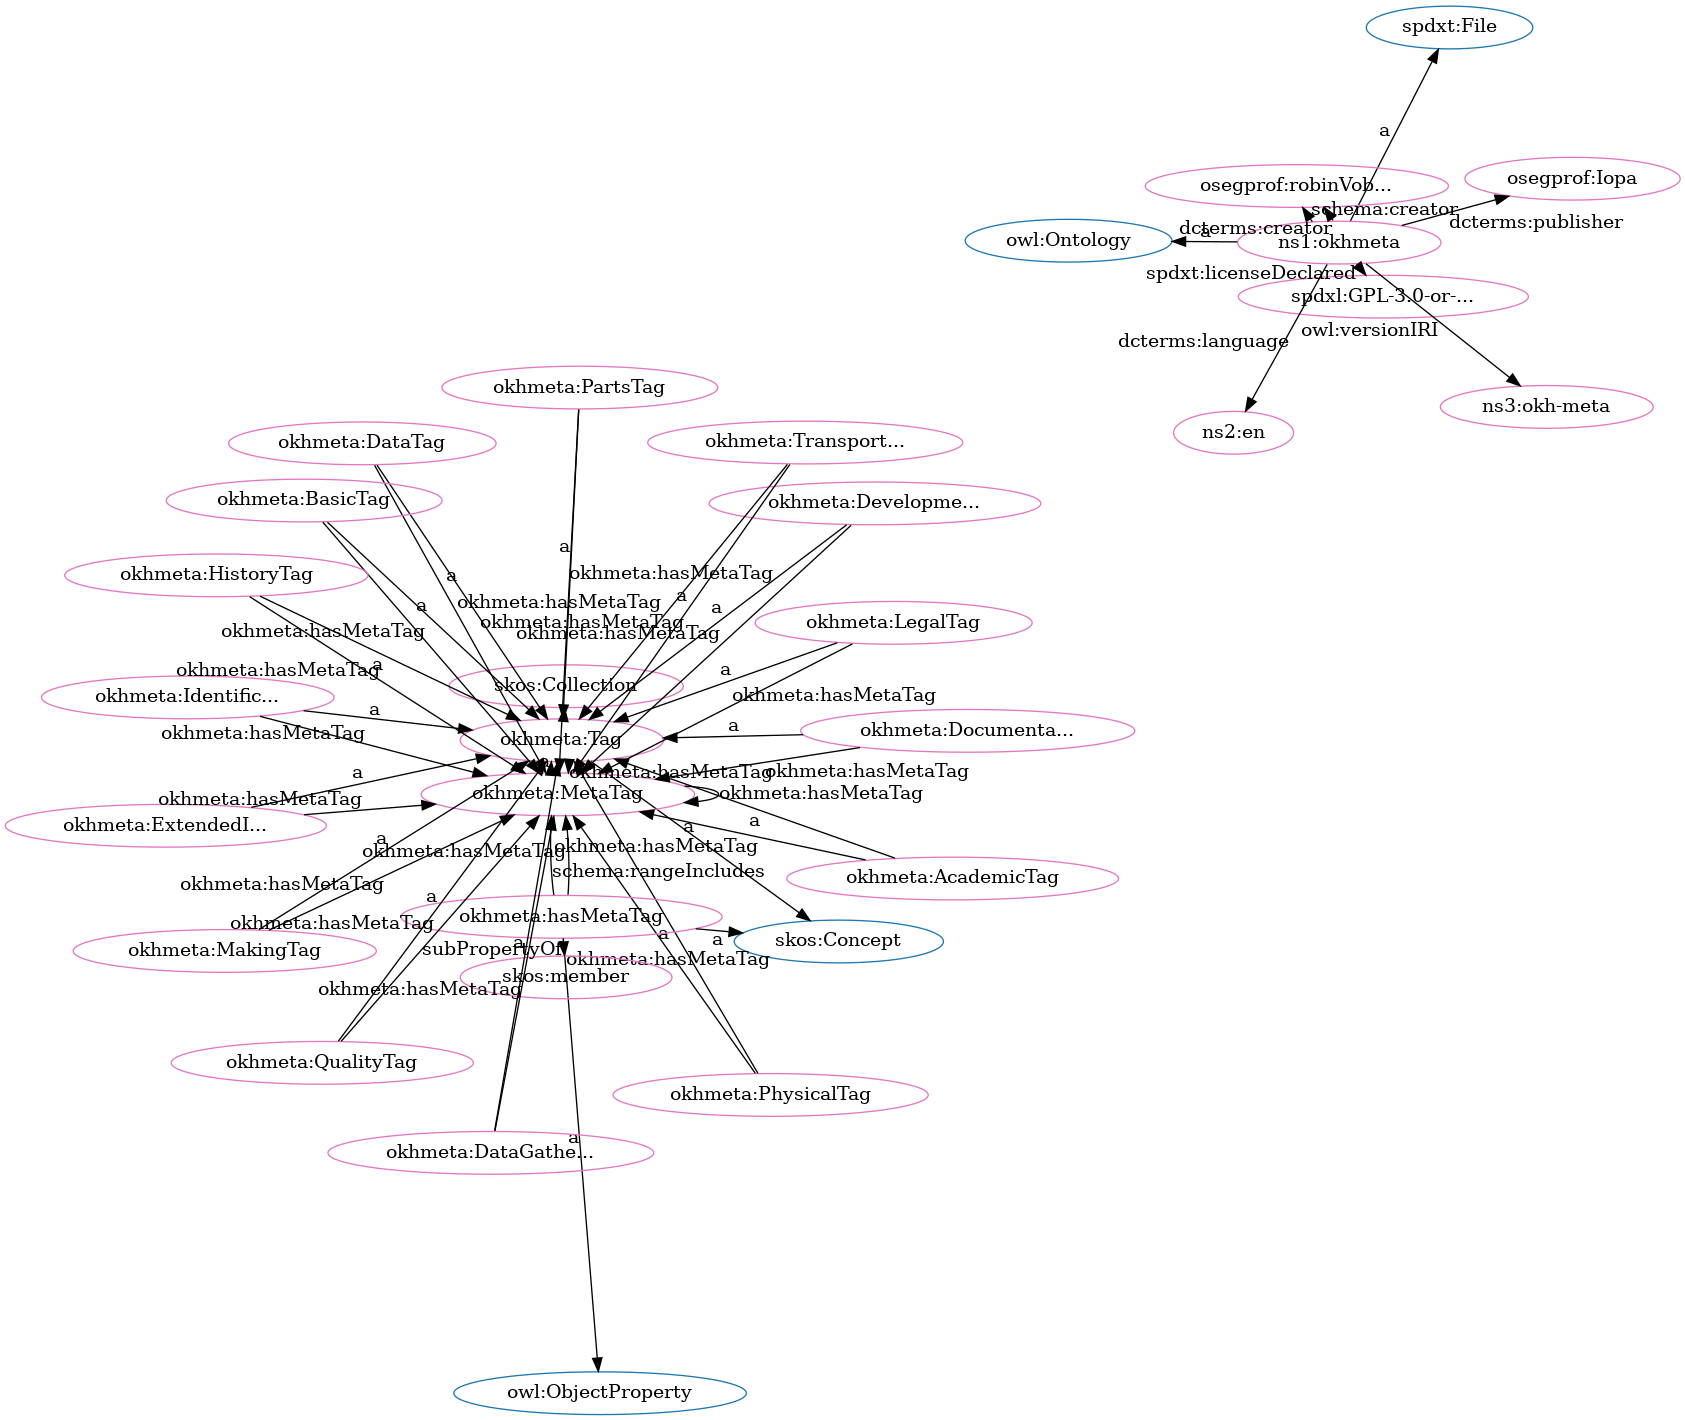 spdxt:File
a
osegprof:robinVob...
osegprof:Iopa
schema:creator
dcterms:publisher
dcterms:creator
a
owl:Ontology
ns1:okhmeta
spdxt:licenseDeclared
spdxl:GPL-3.0-or-...
owl:versionIRI
dcterms:language
ns3:okh-meta
ns2:en
okhmeta:PartsTag
okhmeta:DataTag
okhmeta:Transport...
okhmeta:BasicTag
okhmeta:Developme...
a
okhmeta:HistoryTag
a
okhmeta:hasMetaTag
a
a
okhmeta:hasMetaTag
a
okhmeta:hasMetaTag
okhmeta:LegalTag
okhmeta:hasMetaTag
okhmeta:hasMetaTag
okhmeta:hasMetaTag
a
a
skos:Collection
okhmeta:Identific...
okhmeta:hasMetaTag
a
okhmeta:hasMetaTag
a
okhmeta:Documenta...
okhmeta:Tag
a
a
okhmeta:hasMetaTag
okhmeta:hasMetaTag
okhmeta:hasMetaTag
okhmeta:MetaTag
okhmeta:hasMetaTag
okhmeta:ExtendedI...
a
a
a
okhmeta:hasMetaTag
okhmeta:hasMetaTag
schema:rangeIncludes
okhmeta:AcademicTag
okhmeta:hasMetaTag
a
okhmeta:hasMetaTag
okhmeta:hasMetaTag
a
a
a
skos:Concept
okhmeta:MakingTag
subPropertyOf
okhmeta:hasMetaTag
skos:member
okhmeta:hasMetaTag
okhmeta:QualityTag
okhmeta:PhysicalTag
a
okhmeta:DataGathe...
owl:ObjectProperty